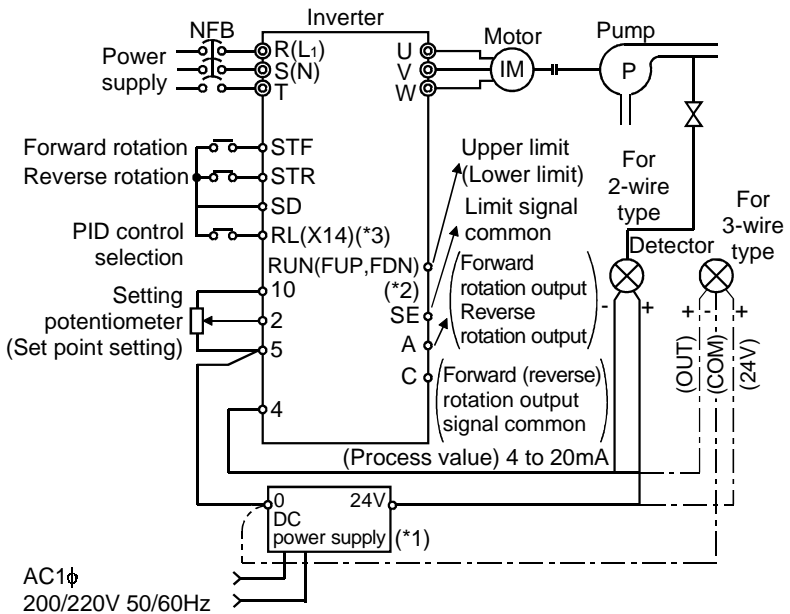 Inverter
NFB
Power
supply
R(L1)
S(N)
T
U
V
W
Motor
IM
Pump
P
Forward rotation
Reverse rotation
PID control
selection
STF
STR
SD
RL(X14)(*3)
RUN(FUP,FDN)
(*2)
Upper limit
(Lower limit)
Limit signal
common
For
2-wire
type
For
3-wire
type
Detector
Setting
potentiometer
(Set point setting)
10
2
5
4
SE
A
C
(Forward
rotation output
Reverse
rotation output)
(Forward (reverse)
rotation output
signal common)
- +
+ - +
(OUT)
(COM)
(24V)
(Process value) 4 to 20mA
0 24V
DC
power supply
(*1)
AC1ϕ
200/220V 50/60Hz